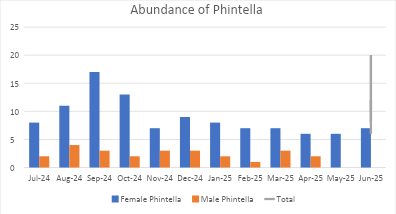 Abundance of Phintella
25
20
15
10
5
0
Jul-24 Aug-24 Sep-24 Oct-24 Nov-24 Dec-24 Jan-25 Feb-25 Mar-25 Apr-25 May-25 Jun-25
Female Phintella Male Phintella Total